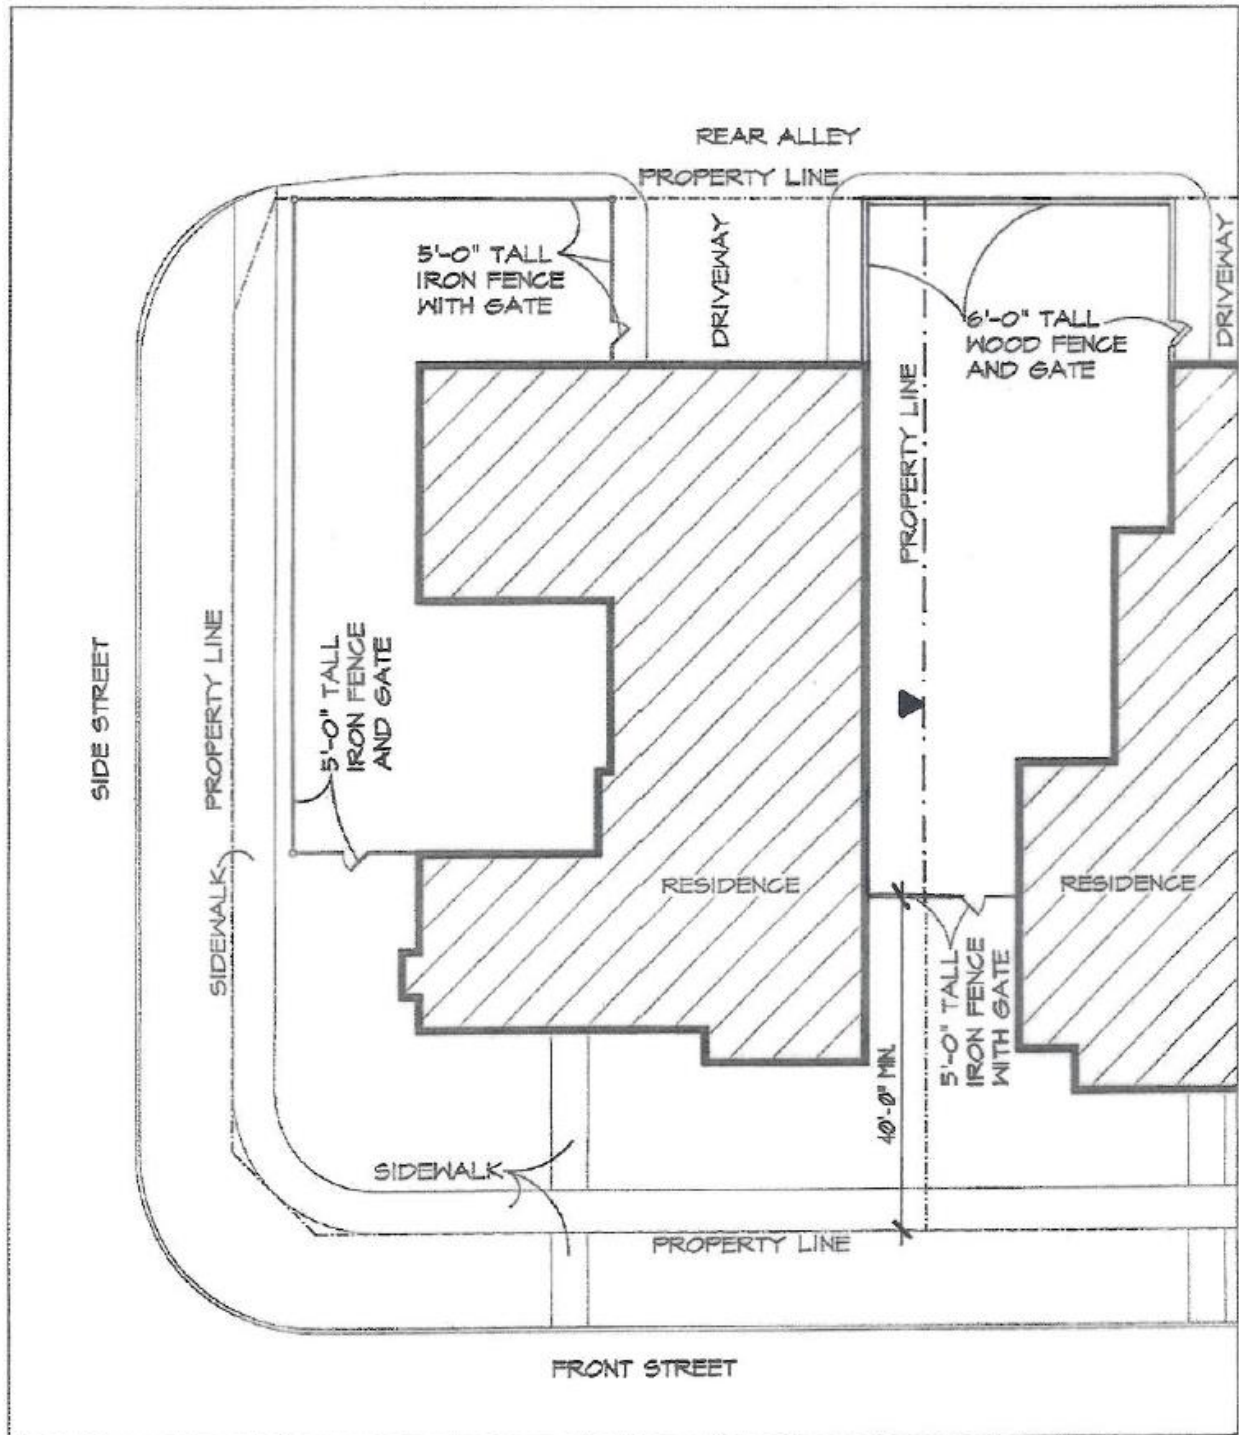 REAR ALLEY
PROPERTY LINE
5'-0" TALL
IRON FENCE
WITH GATE
DRIVEWAY
6'-0" TALL
WOOD FENCE
AND GATE
DRIVEWAY
PROPERTY LINE
SIDE STREET
PROPERTY LINE
5'-0" TALL
IRON FENCE
AND GATE
SIDEWALK
RESIDENCE
RESIDENCE
5'-0" TALL
IRON FENCE
WITH GATE
40'-0" MIN.
SIDEWALK
PROPERTY LINE
FRONT STREET